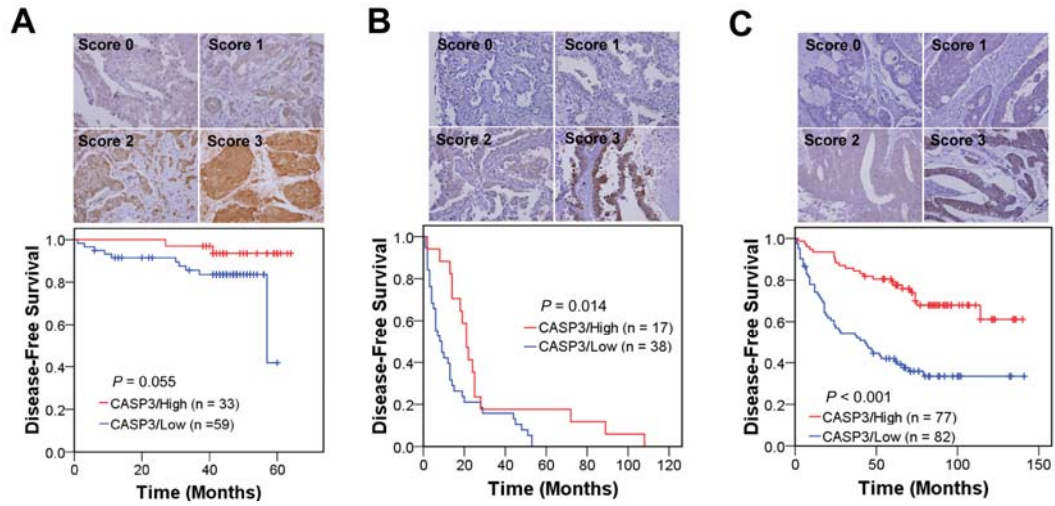 A
Score 0
Score 1
Score 2
Score 3
Disease-Free Survival
1.0
0.8
0.6
0.4
0.2
0.0
P = 0.055
CASP3/High (n = 33)
CASP3/Low (n =59)
0 20 40 60
Time (Months)
B
Score 0
Score 1
Score 2
Score 3
Disease-Free Survival
1.0
0.8
0.6
0.4
0.2
0.0
P = 0.014
CASP3/High (n = 17)
CASP3/Low (n = 38)
0 20 40 60 80 100 120
Time (Months)
C
Score 0
Score 1
Score 2
Score 3
Disease-Free Survival
1.0
0.8
0.6
0.4
0.2
0.0
P < 0.001
CASP3/High (n = 77)
CASP3/Low (n = 82)
0 50 100 150
Time (Months)